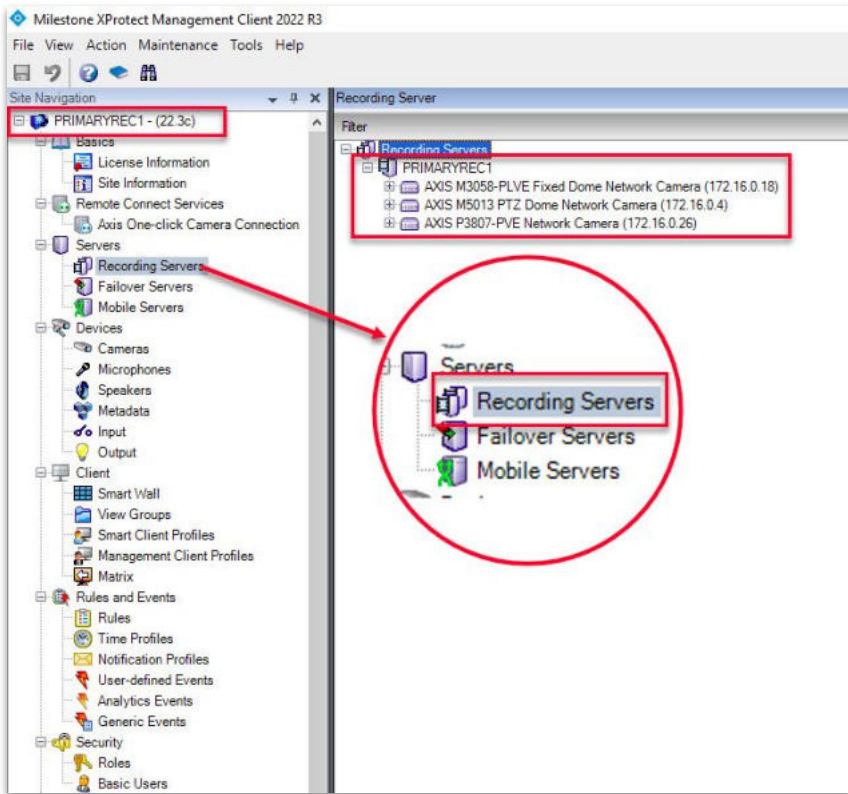 Milestone XProtect Management Client 2022 R3
File View Action Maintenance Tools Help
Site Navigation
PRIMARYREC1 - (22.3c)
Basics
License Information
Site Information
Remote Connect Services
Axis One-click Camera Connection
Servers
Recording Servers
Failover Servers
Mobile Servers
Devices
Cameras
Microphones
Speakers
Metadata
Input
Output
Client
Smart Wall
View Groups
Smart Client Profiles
Management Client Profiles
Matrix
Rules and Events
Rules
Time Profiles
Notification Profiles
User-defined Events
Analytics Events
Generic Events
Security
Roles
Basic Users
Recording Server
Filter
Recording Servers
PRIMARYREC1
AXIS M3058-PLVE Fixed Dome Network Camera (172.16.0.18)
AXIS M5013 PTZ Dome Network Camera (172.16.0.4)
AXIS P3807-PVE Network Camera (172.16.0.26)
Servers
Recording Servers
Failover Servers
Mobile Servers